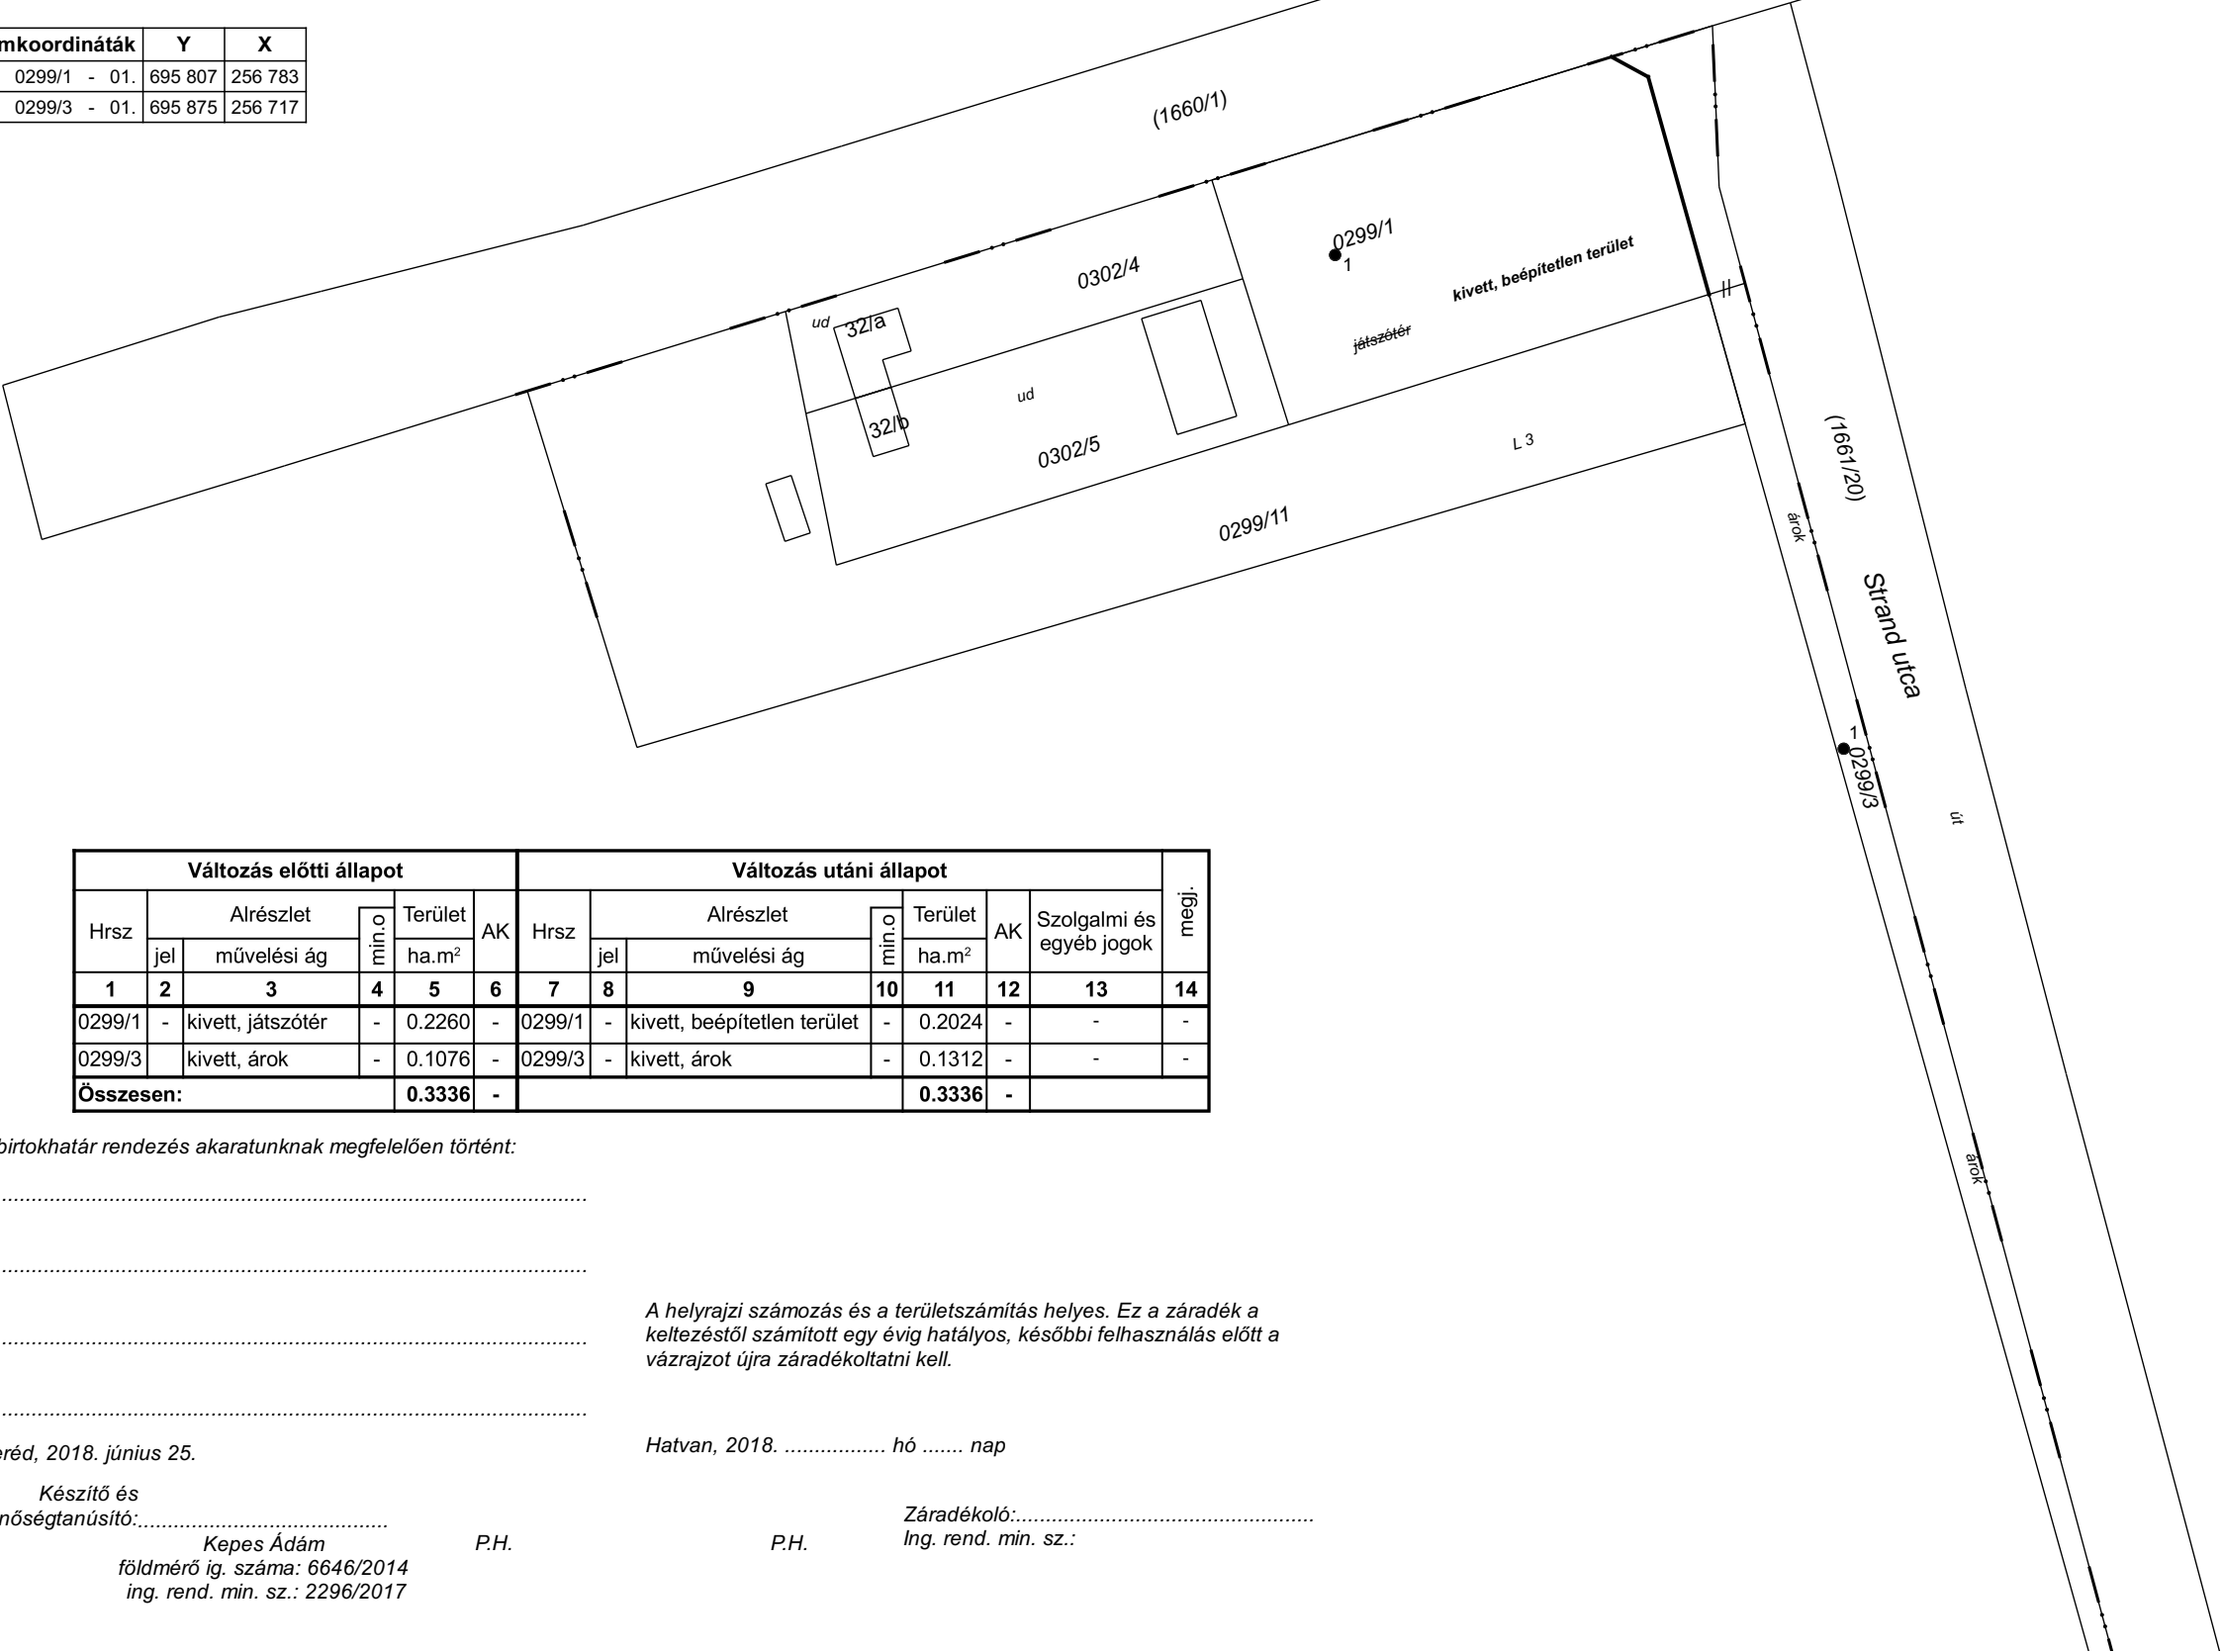 mkoordináták Y X
0299/1 - 01. 695 807 256 783
0299/3 - 01. 695 875 256 717
(1660/1)
0299/1
1
kivett, beépítetlen terület
játszótér
0302/4
ud
32/a
32/b
ud
0302/5
L 3
0299/11
(1661/20)
árok
Strand utca
1
0299/3
út
árok
Változás előtti állapot Változás utáni állapot megj.
Hrsz Alrészlet min.o Terület AK Hrsz Alrészlet min.o Terület AK Szolgalmi és egyéb jogok
jel művelési ág ha.m² jel művelési ág ha.m²
1 2 3 4 5 6 7 8 9 10 11 12 13 14
0299/1 - kivett, játszótér - 0.2260 - 0299/1 - kivett, beépítetlen terület - 0.2024 - - -
0299/3 kivett, árok - 0.1076 - 0299/3 - kivett, árok - 0.1312 - - -
Összesen: 0.3336 - 0.3336 -
birtokhatár rendezés akaratunknak megfelelően történt:
A helyrajzi számozás és a területszámítás helyes. Ez a záradék a
keltezéstől számított egy évig hatályos, későbbi felhasználás előtt a
vázrajzot újra záradékoltatni kell.
eréd, 2018. június 25.
Hatvan, 2018. ................. hó ....... nap
Készítő és
nőségtanúsító:..........................................
Kepes Ádám
földmérő ig. száma: 6646/2014
ing. rend. min. sz.: 2296/2017
P.H.
P.H.
Záradékoló:..................................................
Ing. rend. min. sz.: